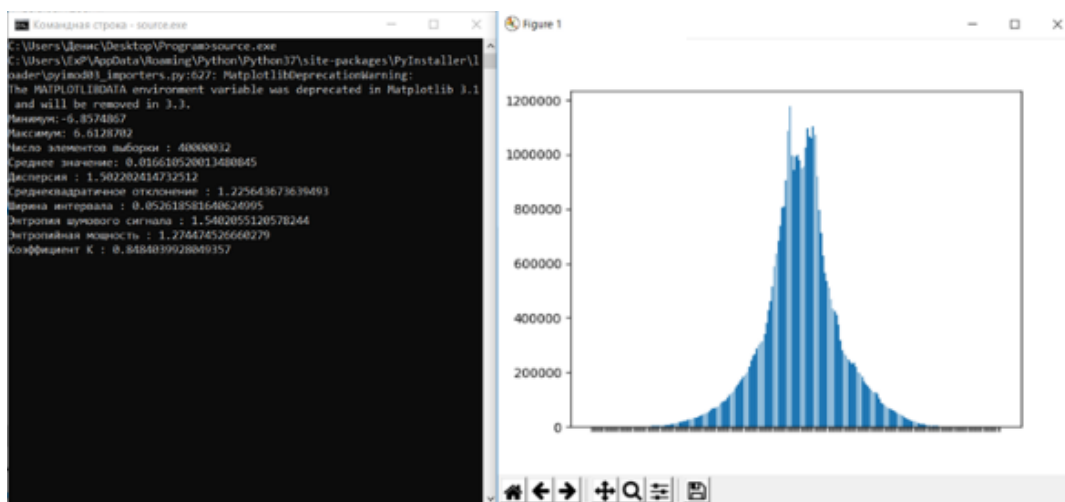 Командная строка - source.exe
C:\Users\Денис\Desktop\Program>source.exe
C:\Users\ExP\AppData\Roaming\Python\Python37\site-packages\PyInstaller\l
oader\pyimod03_importers.py:627: MatplotlibDeprecationWarning:
The MATPLOTLIBDATA environment variable was deprecated in Matplotlib 3.1
and will be removed in 3.3.
Минимум:-6.8574867
Максимум: 6.6128702
Число элементов выборки : 40000032
Среднее значение: 0.016610520013480845
Дисперсия : 1.502202414732512
Среднеквадратичное отклонение : 1.225643673639493
Ширина интервала : 0.052618581640624995
Энтропия шумового сигнала : 1.5402055120578244
Энтропийная мощность : 1.274474526660279
Коэффициент К : 0.8484039928049357
Figure 1
1200000
1000000
800000
600000
400000
200000
0